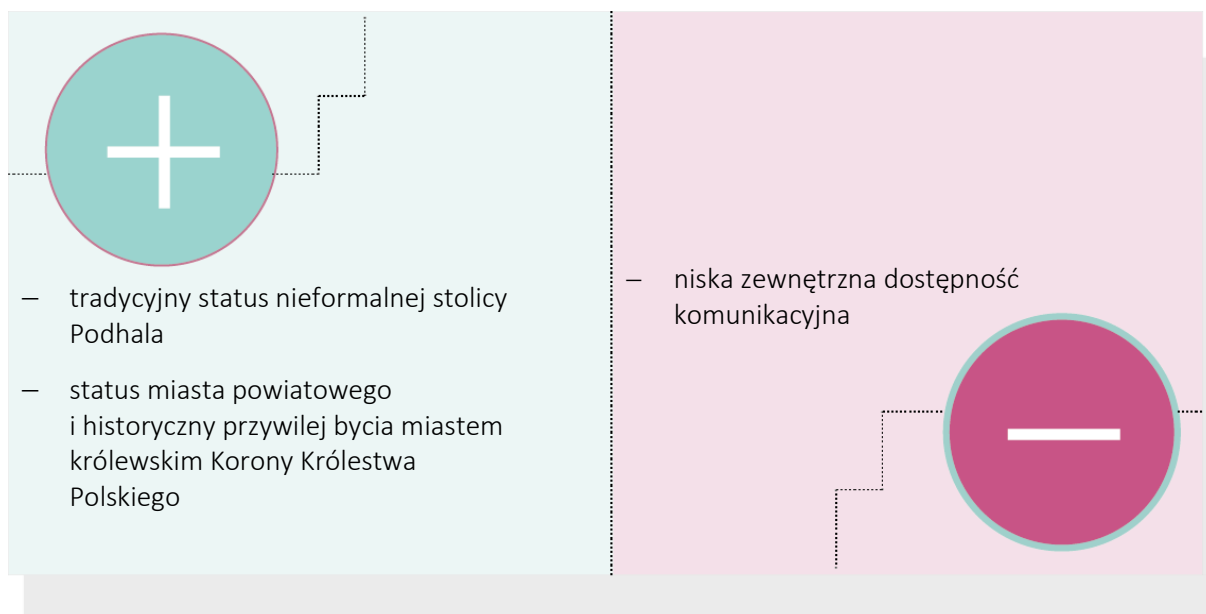 – tradycyjny status nieformalnej stolicy
Podhala
– status miasta powiatowego
i historyczny przywilej bycia miastem
królewskim Korony Królestwa
Polskiego
– niska zewnętrzna dostępność
komunikacyjna